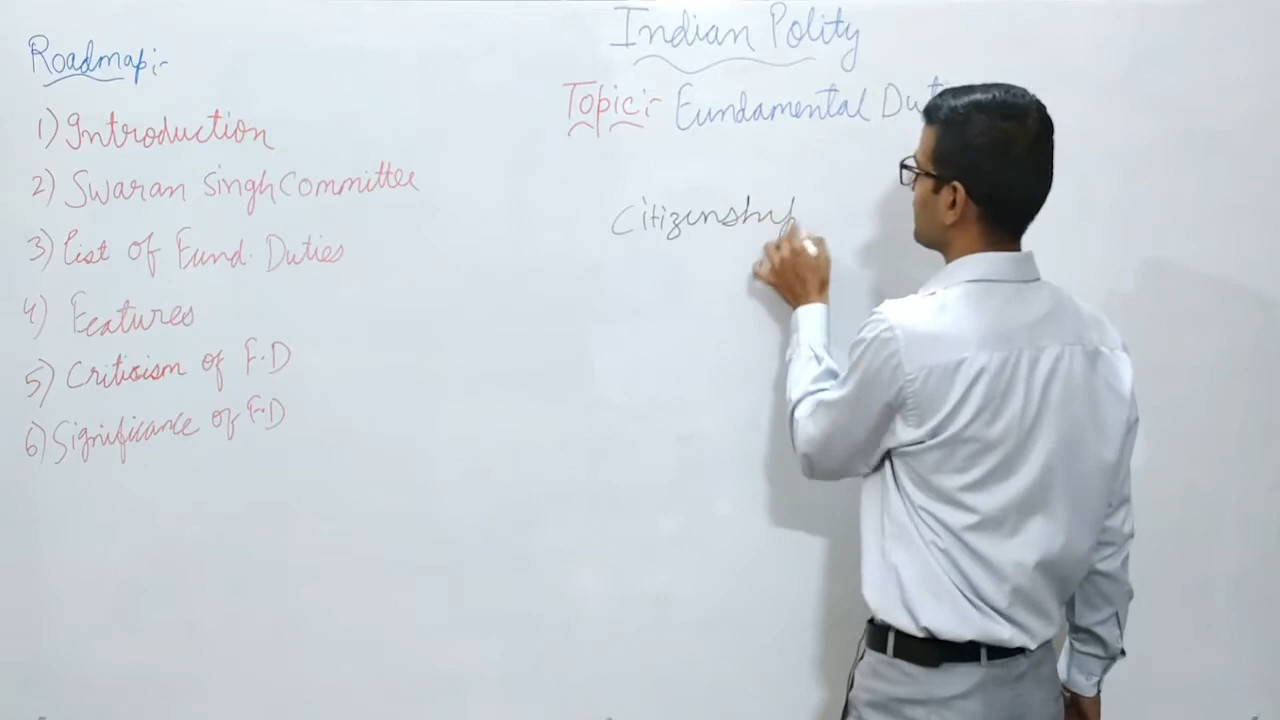 Indian Polity
Topic:- Fundamental Duti
Roadmap:-
1) Introduction
2) Swaran Singh Committee
3) List of Fund. Duties
4) Features
5) Criticism of F.D
6) Significance of F.D
Citizenship